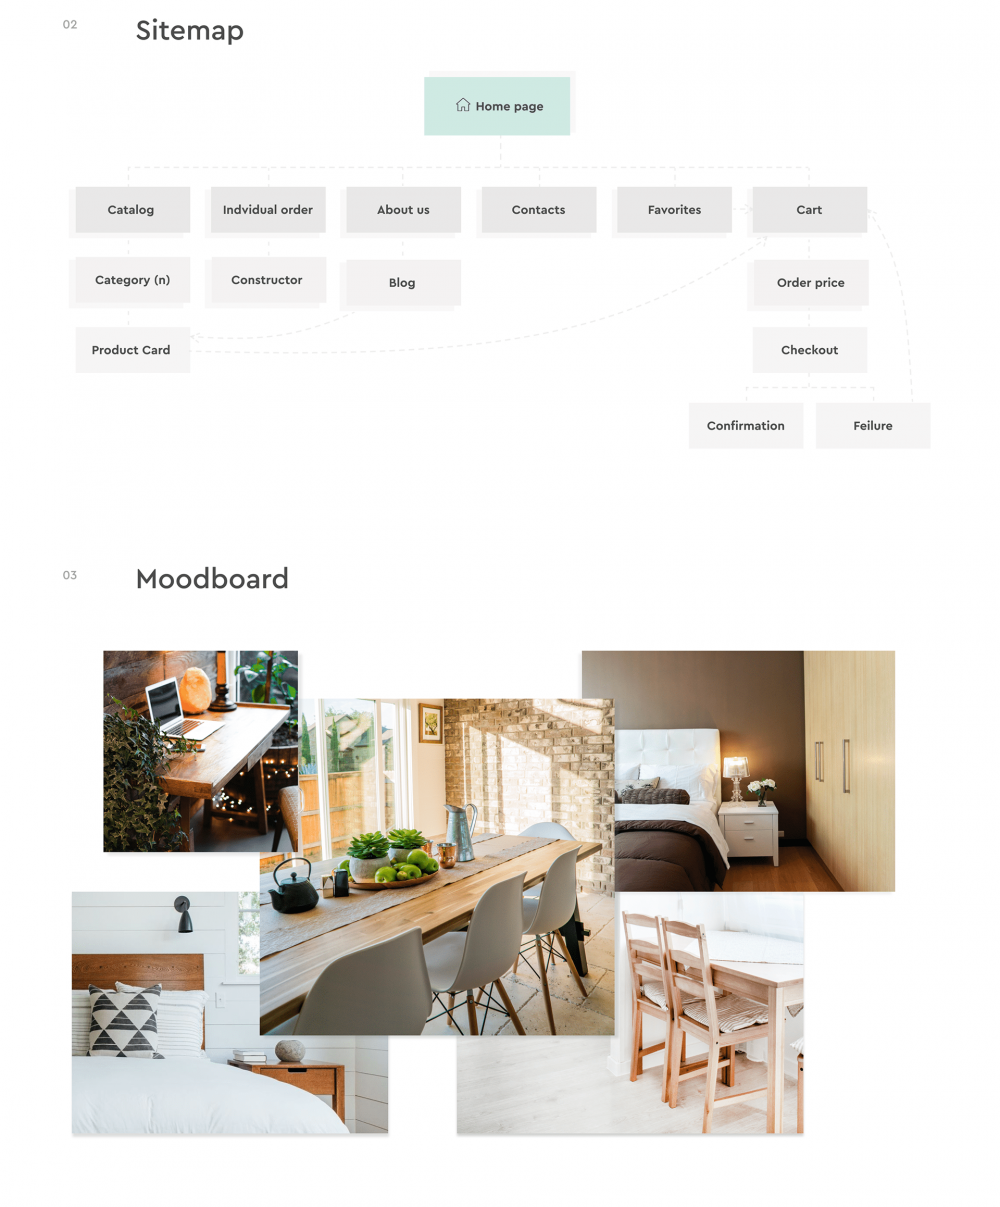 02
Sitemap
Home page
Catalog
Indvidual order
About us
Contacts
Favorites
Cart
Category (n)
Constructor
Blog
Order price
Product Card
Checkout
Confirmation
Feilure
03
Moodboard